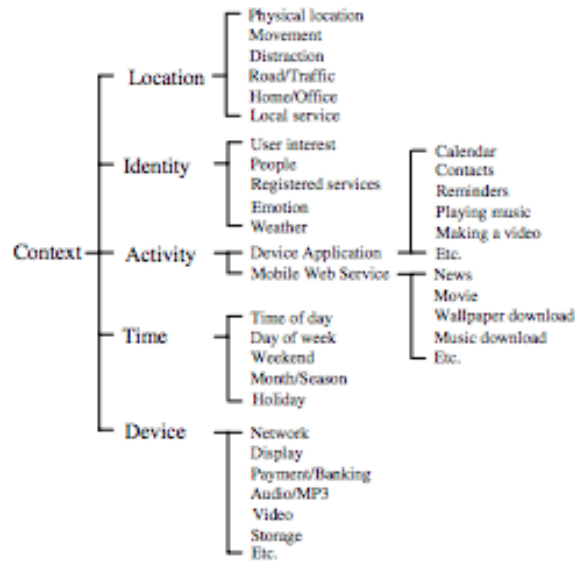 Context
Location
Physical location
Movement
Distraction
Road/Traffic
Home/Office
Local service
Identity
User interest
People
Registered services
Emotion
Weather
Activity
Device Application
Calendar
Contacts
Reminders
Playing music
Making a video
Etc.
Mobile Web Service
News
Movie
Wallpaper download
Music download
Etc.
Time
Time of day
Day of week
Weekend
Month/Season
Holiday
Device
Network
Display
Payment/Banking
Audio/MP3
Video
Storage
Etc.